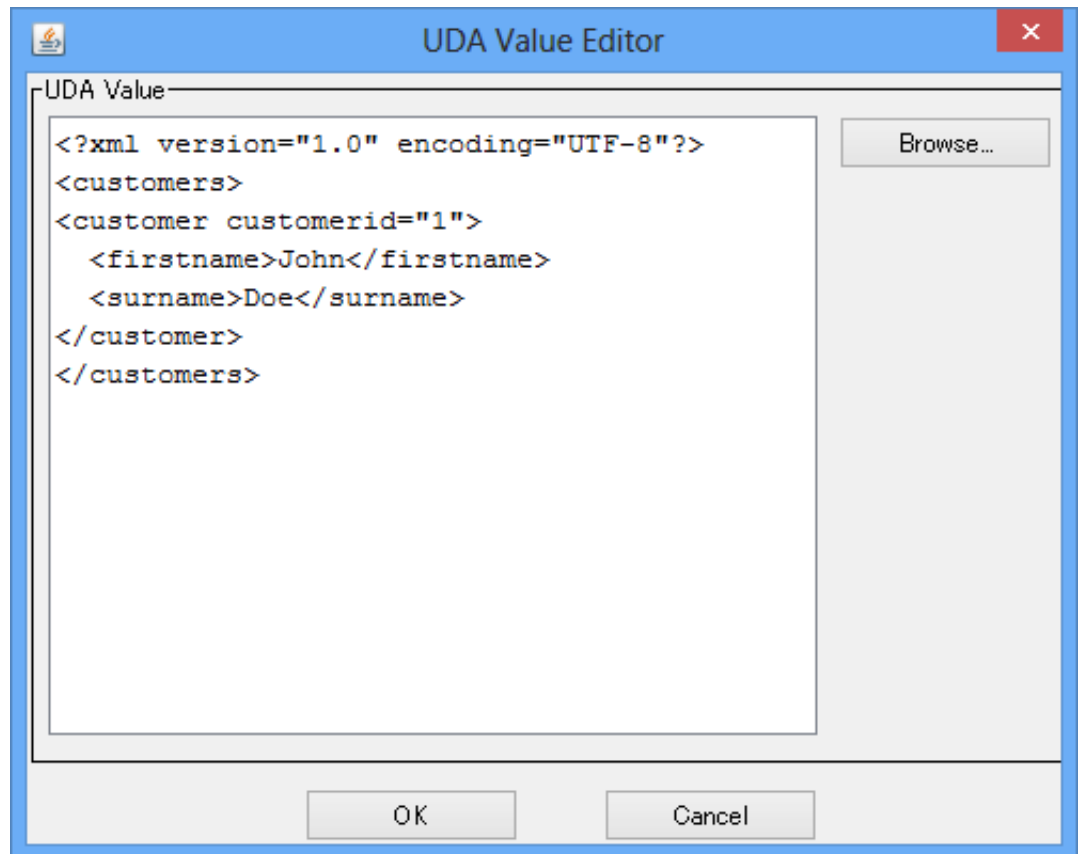 UDA Value Editor
UDA Value
<?xml version="1.0" encoding="UTF-8"?>
<customers>
<customer customerid="1">
  <firstname>John</firstname>
  <surname>Doe</surname>
</customer>
</customers>
Browse...
OK
Cancel